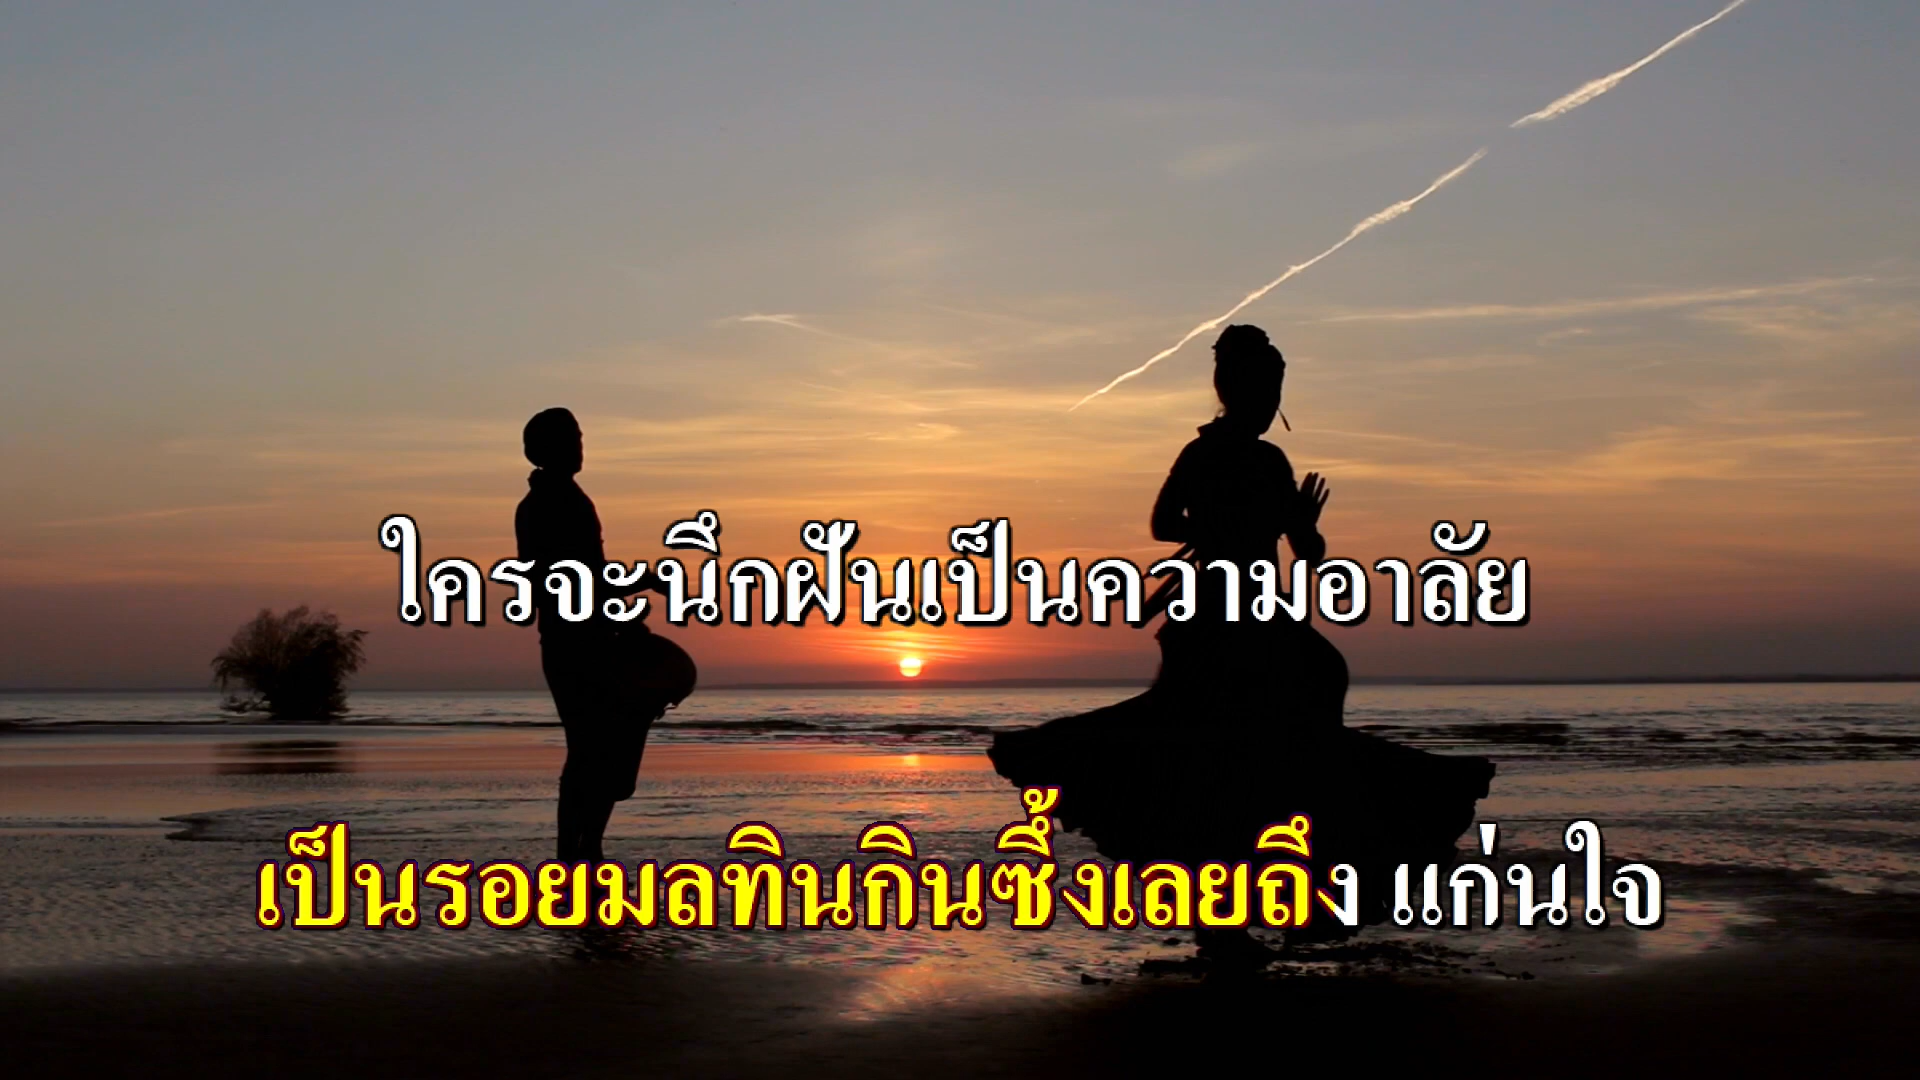 ใครจะนึกฝันเป็นความอาลัย
เป็นรอยมลทินกินซึ้งเลยถึง แก่นใจ